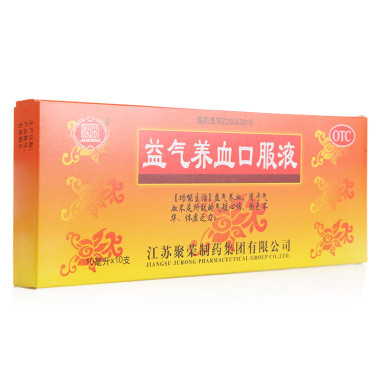 JURONG
国药准字Z20043810
OTC
益气养血口服液
【功能主治】益气养血。用于气
血不足所致的气短心悸、面色不
华、体虚乏力。
江苏聚荣制药集团有限公司
JIANGSU JURONG PHARMACEUTICAL GROUP CO.,LTD.
10毫升x10支